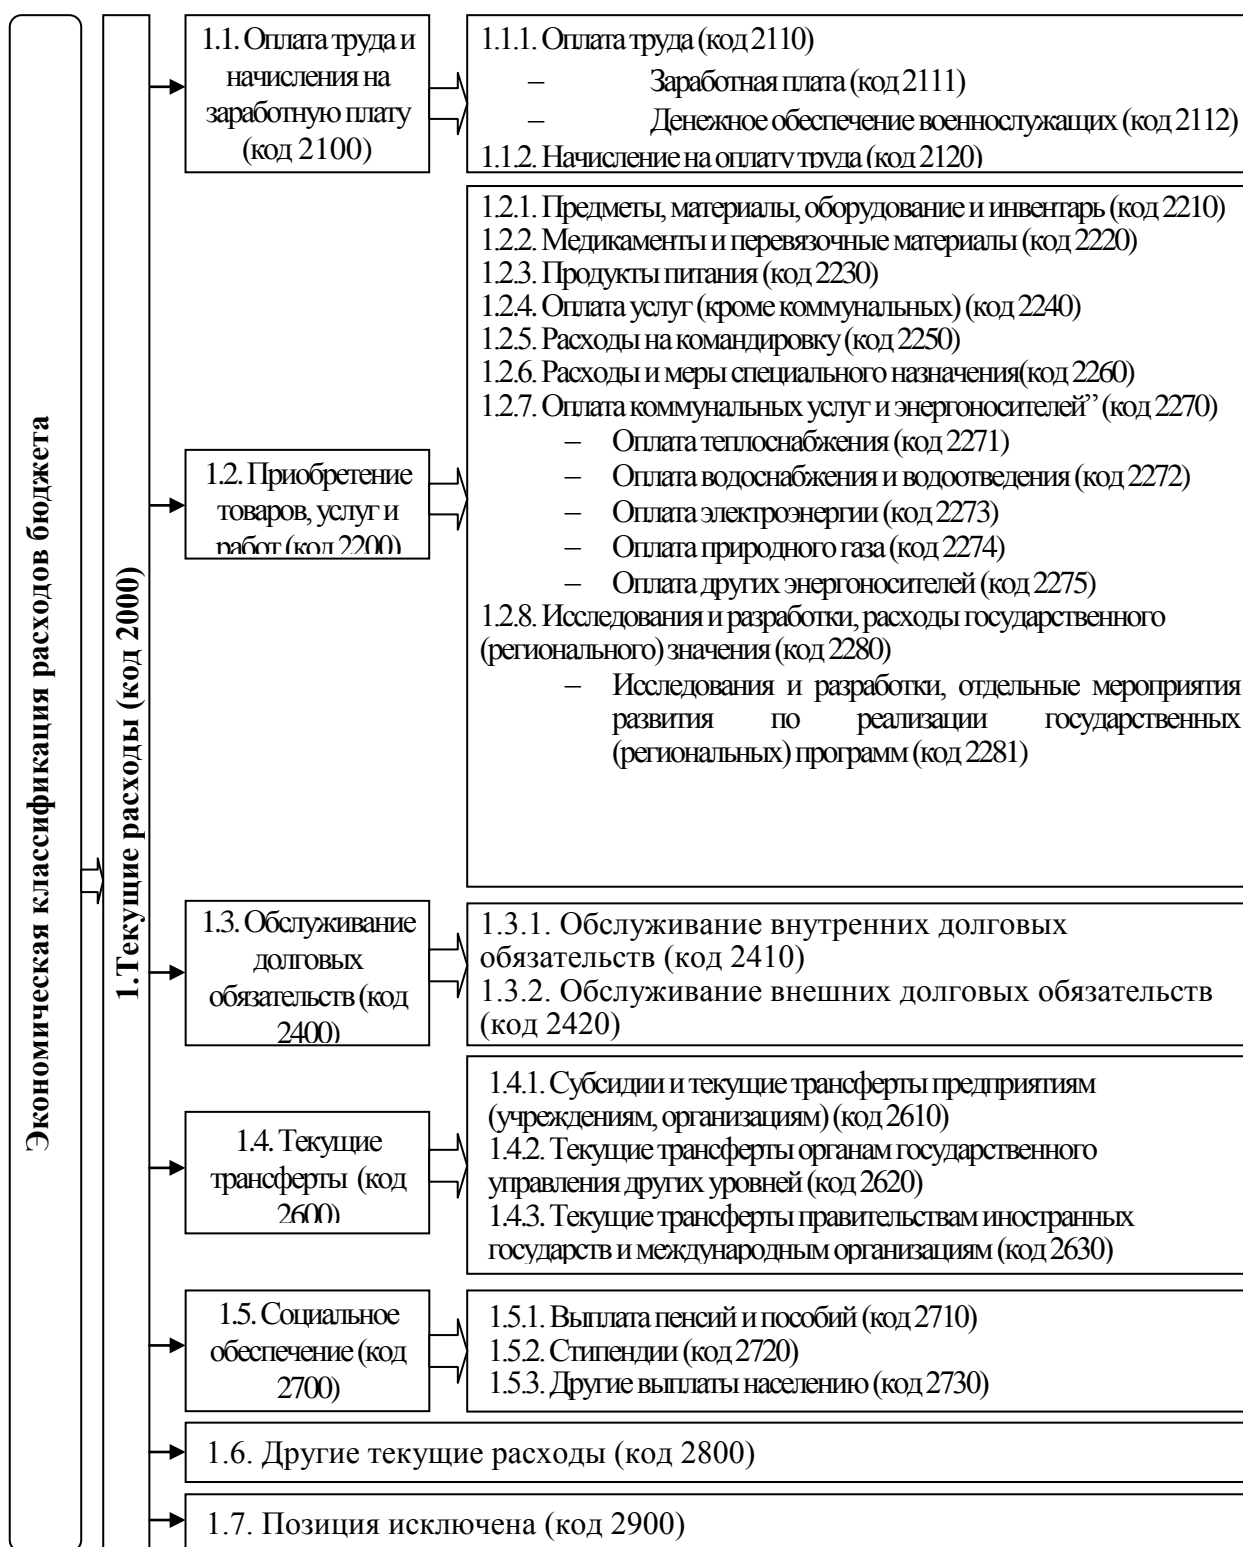 Экономическая классификация расходов бюджета
1.Текущие расходы (код 2000)
1.1. Оплата труда и
начисления на
заработную плату
(код 2100)
1.1.1. Оплата труда (код 2110)
– Заработная плата (код 2111)
– Денежное обеспечение военнослужащих (код 2112)
1.1.2. Начисление на оплату труда (код 2120)
1.2. Приобретение
товаров, услуг и
работ (код 2200)
1.2.1. Предметы, материалы, оборудование и инвентарь (код 2210)
1.2.2. Медикаменты и перевязочные материалы (код 2220)
1.2.3. Продукты питания (код 2230)
1.2.4. Оплата услуг (кроме коммунальных) (код 2240)
1.2.5. Расходы на командировку (код 2250)
1.2.6. Расходы и меры специального назначения(код 2260)
1.2.7. Оплата коммунальных услуг и энергоносителей” (код 2270)
– Оплата теплоснабжения (код 2271)
– Оплата водоснабжения и водоотведения (код 2272)
– Оплата электроэнергии (код 2273)
– Оплата природного газа (код 2274)
– Оплата других энергоносителей (код 2275)
1.2.8. Исследования и разработки, расходы государственного
(регионального) значения (код 2280)
– Исследования и разработки, отдельные мероприятия
развития по реализации государственных
(региональных) программ (код 2281)
1.3. Обслуживание
долговых
обязательств (код
2400)
1.3.1. Обслуживание внутренних долговых
обязательств (код 2410)
1.3.2. Обслуживание внешних долговых обязательств
(код 2420)
1.4. Текущие
трансферты (код
2600)
1.4.1. Субсидии и текущие трансферты предприятиям
(учреждениям, организациям) (код 2610)
1.4.2. Текущие трансферты органам государственного
управления других уровней (код 2620)
1.4.3. Текущие трансферты правительствам иностранных
государств и международным организациям (код 2630)
1.5. Социальное
обеспечение (код
2700)
1.5.1. Выплата пенсий и пособий (код 2710)
1.5.2. Стипендии (код 2720)
1.5.3. Другие выплаты населению (код 2730)
1.6. Другие текущие расходы (код 2800)
1.7. Позиция исключена (код 2900)